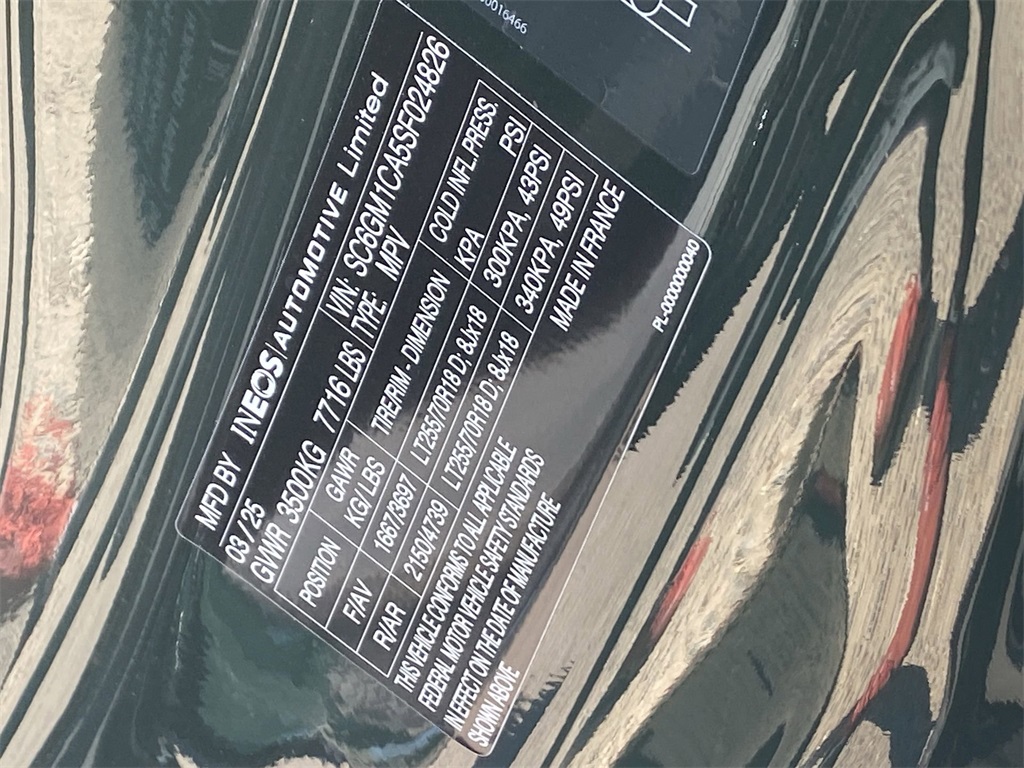 MFD BY INEOS | AUTOMOTIVE Limited
03/25
GVWR 3500KG 7716 LBS VIN: SC6GM1CA5SF024826
TYPE: MPV
POSITION GAWR KG/LBS TIRE/RIM - DIMENSION COLD INFL.PRESS. KPA PSI
F/AV 1667/3697 LT255/70R18 D; 8Jx18 300KPA, 43PSI
R/AR 2150/4739 LT255/70R18 D; 8Jx18 340KPA, 49PSI
THIS VEHICLE CONFORMS TO ALL APPLICABLE MADE IN FRANCE
FEDERAL MOTOR VEHICLE SAFETY STANDARDS
IN EFFECT ON THE DATE OF MANUFACTURE
SHOWN ABOVE
PL-0000000040